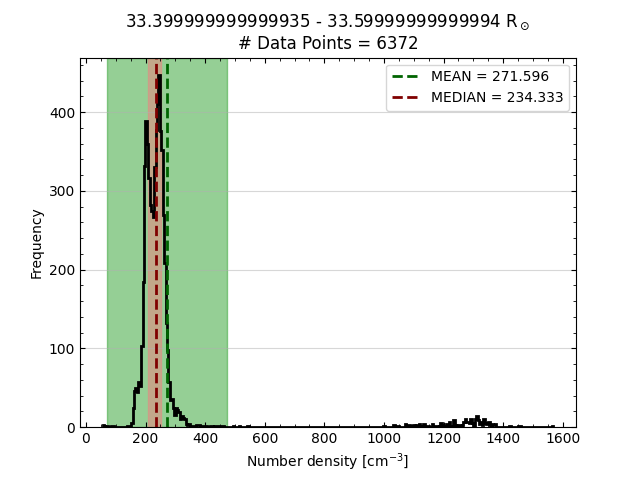 33.399999999999935 - 33.59999999999994 R⊙
# Data Points = 6372
MEAN = 271.596
MEDIAN = 234.333
Frequency
400
300
200
100
0
0 200 400 600 800 1000 1200 1400 1600
Number density [cm⁻³]